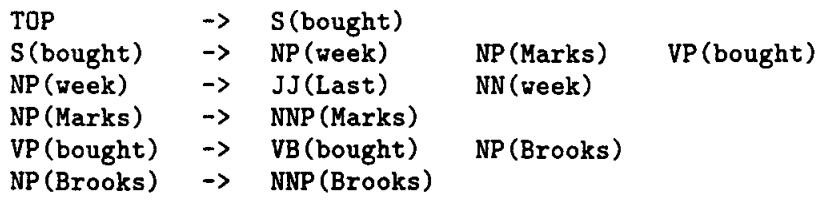 TOP -> S(bought)
S(bought) -> NP(week) NP(Marks) VP(bought)
NP(week) -> JJ(Last) NN(week)
NP(Marks) -> NNP(Marks)
VP(bought) -> VB(bought) NP(Brooks)
NP(Brooks) -> NNP(Brooks)